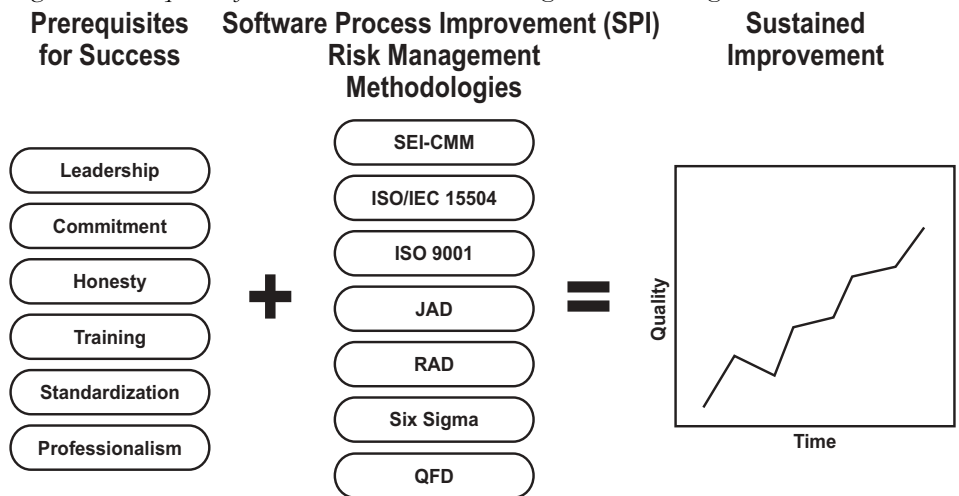 Prerequisites
for Success
Software Process Improvement (SPI)
Risk Management
Methodologies
Sustained
Improvement
Leadership
Commitment
Honesty
Training
Standardization
Professionalism
+
SEI-CMM
ISO/IEC 15504
ISO 9001
JAD
RAD
Six Sigma
QFD
=
Quality
Time